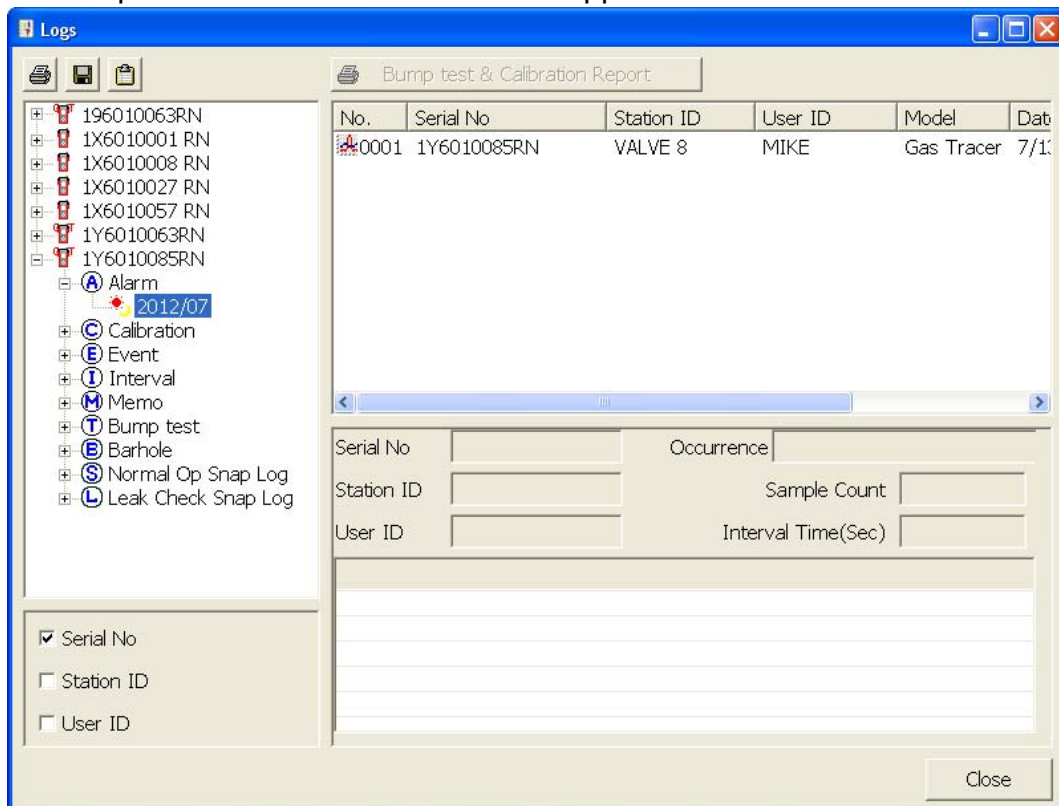 Logs
Bump test & Calibration Report
196010063RN
1X6010001 RN
1X6010008 RN
1X6010027 RN
1X6010057 RN
1Y6010063RN
1Y6010085RN
A Alarm
2012/07
C Calibration
E Event
I Interval
M Memo
T Bump test
B Barhole
S Normal Op Snap Log
L Leak Check Snap Log
Serial No
Station ID
User ID
No. Serial No Station ID User ID Model Dat
0001 1Y6010085RN VALVE 8 MIKE Gas Tracer 7/1
Serial No Occurrence
Station ID Sample Count
User ID Interval Time(Sec)
Close